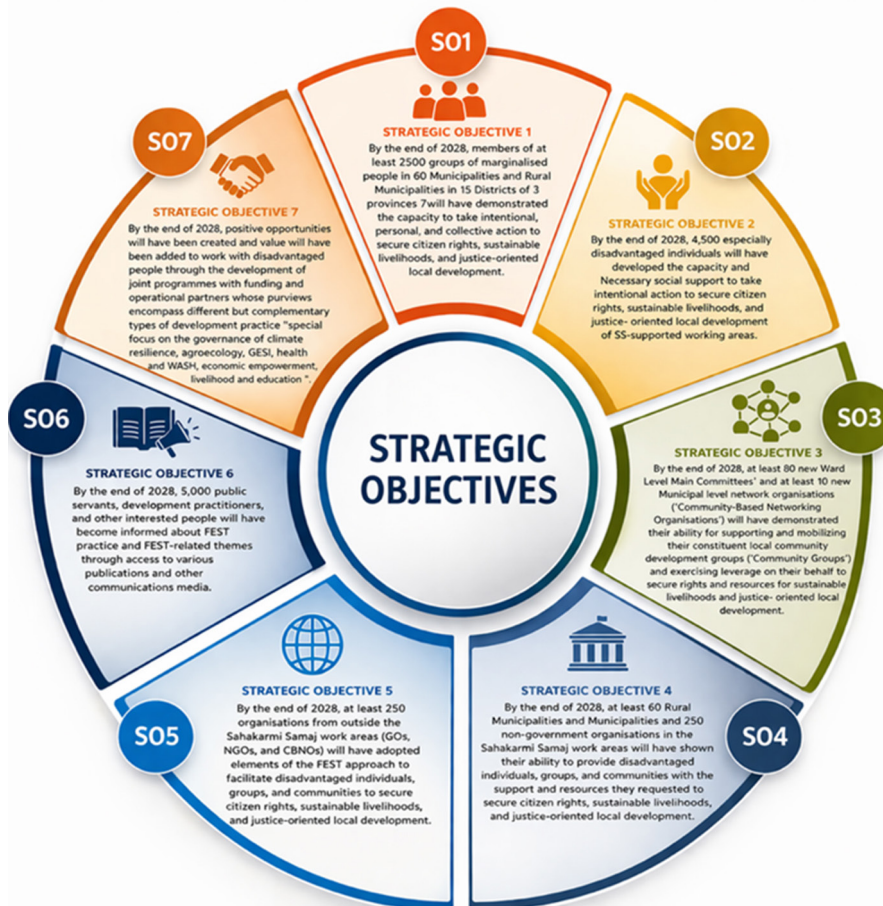 SO1
STRATEGIC OBJECTIVE 1
By the end of 2028, members of at
least 2500 groups of marginalised
people in 60 Municipalities and Rural
Municipalities in 15 Districts of 3
provinces 7will have demonstrated
the capacity to take intentional,
personal, and collective action to
secure citizen rights, sustainable
livelihoods, and justice-oriented
local development.
SO2
STRATEGIC OBJECTIVE 2
By the end of 2028, 4,500 especially
disadvantaged individuals will have
developed the capacity and
Necessary social support to take
intentional action to secure citizen
rights, sustainable livelihoods, and
justice- oriented local development
of SS-supported working areas.
SO3
STRATEGIC OBJECTIVE 3
By the end of 2028, at least 80 new Ward
Level Main Committees' and at least 10 new
Municipal level network organisations
('Community-Based Networking
Organisations') will have demonstrated
their ability for supporting and mobilizing
their constituent local community
development groups ('Community Groups')
and exercising leverage on their behalf to
secure rights and resources for sustainable
livelihoods and justice- oriented local
development.
SO4
STRATEGIC OBJECTIVE 4
By the end of 2028, at least 60 Rural
Municipalities and Municipalities and 250
non-government organisations in the
Sahakarmi Samaj work areas will have shown
their ability to provide disadvantaged
individuals, groups, and communities with the
support and resources they requested to
secure citizen rights, sustainable livelihoods,
and justice-oriented local development.
SO5
STRATEGIC OBJECTIVE 5
By the end of 2028, at least 250
organisations from outside the
Sahakarmi Samaj work areas (GOs,
NGOs, and CBNOs) will have adopted
elements of the FEST approach to
facilitate disadvantaged individuals,
groups, and communities to secure
citizen rights, sustainable livelihoods,
and justice-oriented local development.
SO6
STRATEGIC OBJECTIVE 6
By the end of 2028, 5,000 public
servants, development practitioners,
and other interested people will have
become informed about FEST
practice and FEST-related themes
through access to various
publications and other
communications media.
SO7
STRATEGIC OBJECTIVE 7
By the end of 2028, positive opportunities
will have been created and value will have
been added to work with disadvantaged
people through the development of
joint programmes with funding and
operational partners whose purviews
encompass different but complementary
types of development practice "special
focus on the governance of climate
resilience, agroecology, GESI, health
and WASH, economic empowerment,
livelihood and education ".
STRATEGIC
OBJECTIVES